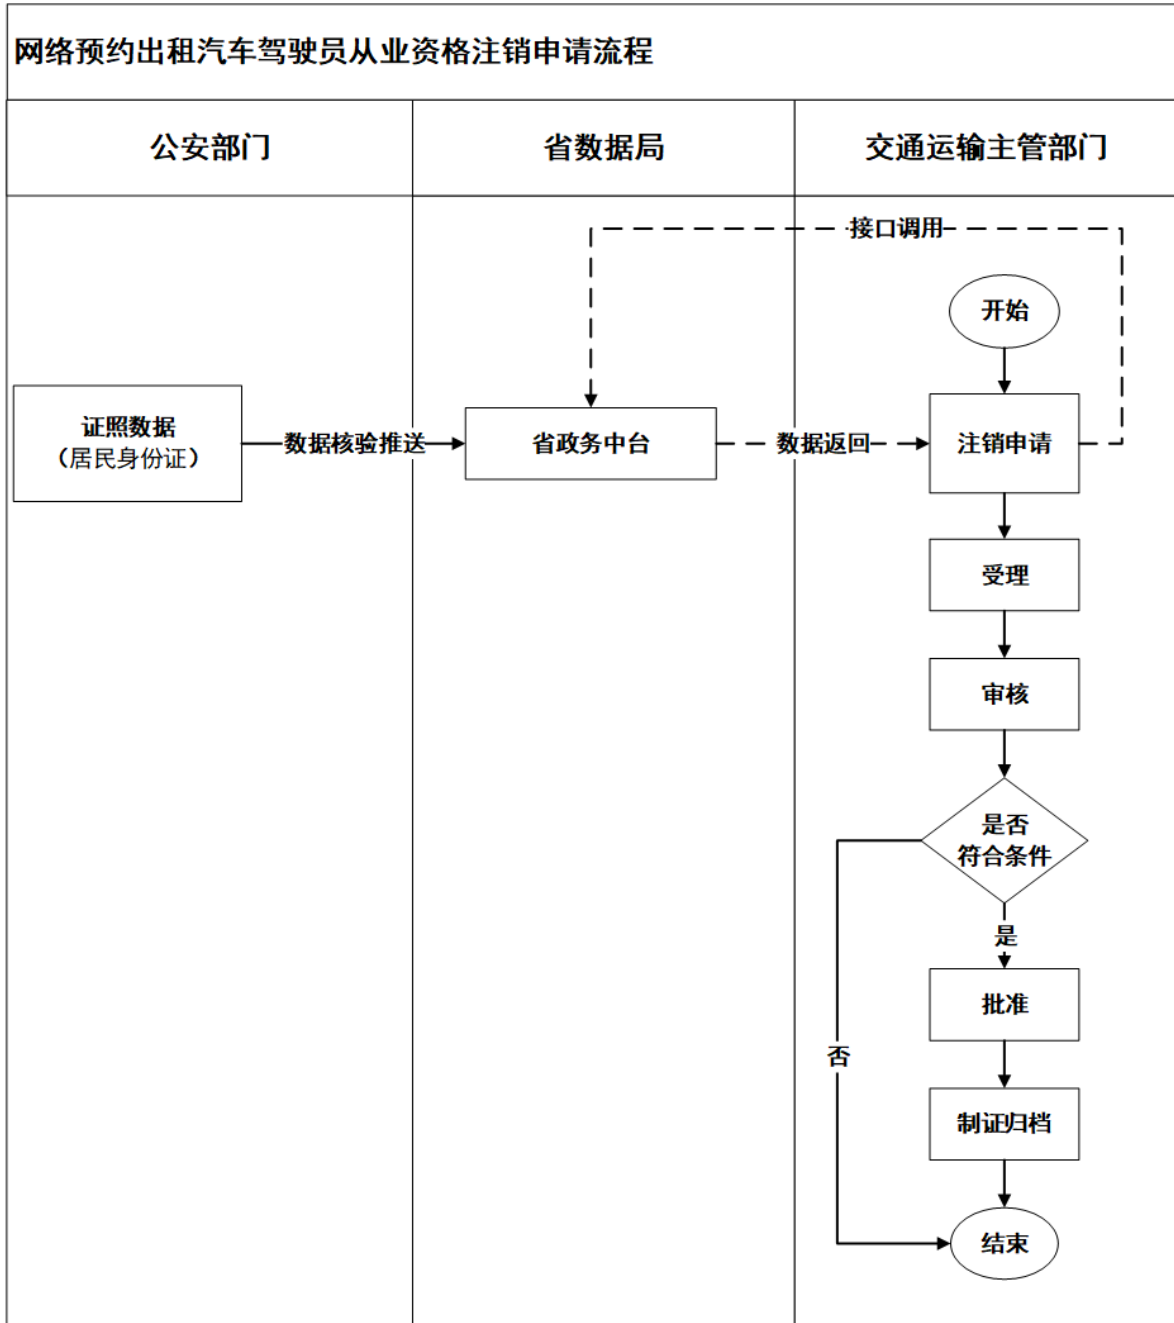 网络预约出租汽车驾驶员从业资格注销申请流程
公安部门
省数据局
交通运输主管部门
接口调用
开始
证照数据
（居民身份证）
数据核验推送
省政务中台
数据返回
注销申请
受理
审核
是否
符合条件
是
批准
否
制证归档
结束